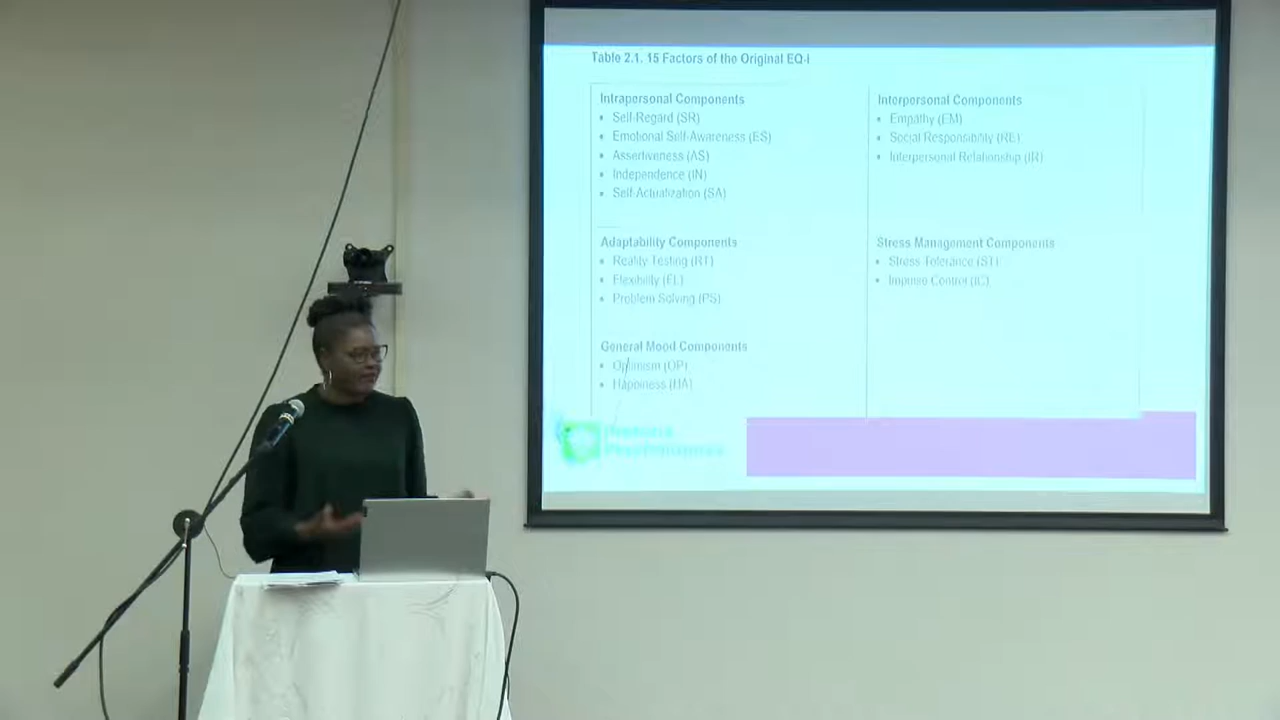 Table 2.1. 15 Factors of the Original EQ-i
Intrapersonal Components
• Self-Regard (SR)
• Emotional Self-Awareness (ES)
• Assertiveness (AS)
• Independence (IN)
• Self-Actualization (SA)
Interpersonal Components
• Empathy (EM)
• Social Responsibility (RE)
• Interpersonal Relationship (IR)
Adaptability Components
• Reality Testing (RT)
• Flexibility (FL)
• Problem Solving (PS)
Stress Management Components
• Stress Tolerance (ST)
• Impulse Control (IC)
General Mood Components
• Optimism (OP)
• Happiness (HA)